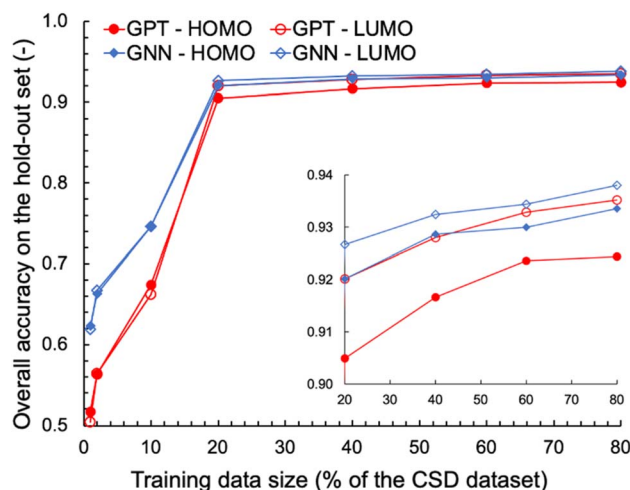 GPT - HOMO GPT - LUMO
GNN - HOMO GNN - LUMO
Overall accuracy on the hold-out set (-)
1.0
0.9
0.8
0.7
0.6
0.5
0.94
0.93
0.92
0.91
0.90
20 40 60 80
0 10 20 30 40 50 60 70 80
Training data size (% of the CSD dataset)